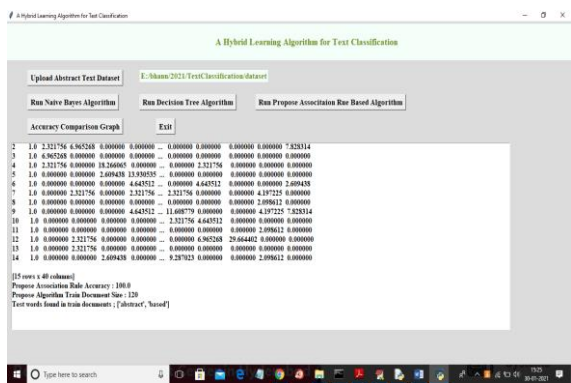 A Hybrid Learning Algorithm for Text Classification
A Hybrid Learning Algorithm for Text Classification
Upload Abstract Text Dataset E:/bhanu/2021/TextClassification/dataset
Run Naive Bayes Algorithm Run Decision Tree Algorithm Run Propose Associtaion Rue Based Algorithm
Accuracy Comparison Graph Exit
2 1.0 2.321756 6.965268 0.000000 0.000000 ... 0.000000 0.000000 0.000000 0.000000 7.828314
3 1.0 6.965268 0.000000 0.000000 0.000000 ... 0.000000 0.000000 0.000000 0.000000 0.000000
4 1.0 2.321756 0.000000 18.266065 0.000000 ... 0.000000 2.321756 0.000000 0.000000 0.000000
5 1.0 0.000000 0.000000 2.609438 13.930535 ... 0.000000 0.000000 0.000000 0.000000 0.000000
6 1.0 0.000000 0.000000 0.000000 4.643512 ... 0.000000 4.643512 0.000000 0.000000 2.609438
7 1.0 0.000000 2.321756 0.000000 2.321756 ... 2.321756 0.000000 0.000000 4.197225 0.000000
8 1.0 0.000000 0.000000 0.000000 0.000000 ... 0.000000 0.000000 0.000000 2.098612 0.000000
9 1.0 0.000000 0.000000 0.000000 4.643512 ... 11.608779 0.000000 0.000000 4.197225 7.828314
10 1.0 0.000000 0.000000 0.000000 0.000000 ... 2.321756 4.643512 0.000000 0.000000 0.000000
11 1.0 0.000000 0.000000 0.000000 0.000000 ... 0.000000 0.000000 0.000000 2.098612 0.000000
12 1.0 0.000000 2.321756 0.000000 0.000000 ... 0.000000 6.965268 29.664402 0.000000 0.000000
13 1.0 0.000000 2.321756 0.000000 0.000000 ... 0.000000 0.000000 0.000000 0.000000 0.000000
14 1.0 0.000000 0.000000 2.609438 0.000000 ... 9.287023 0.000000 0.000000 2.098612 0.000000
[15 rows x 40 columns]
Propose Association Rule Accuracy : 100.0
Propose Algorithm Train Document Size : 120
Test words found in train documents ; ['abstract', 'based']
Type here to search
15:25
30-01-2021